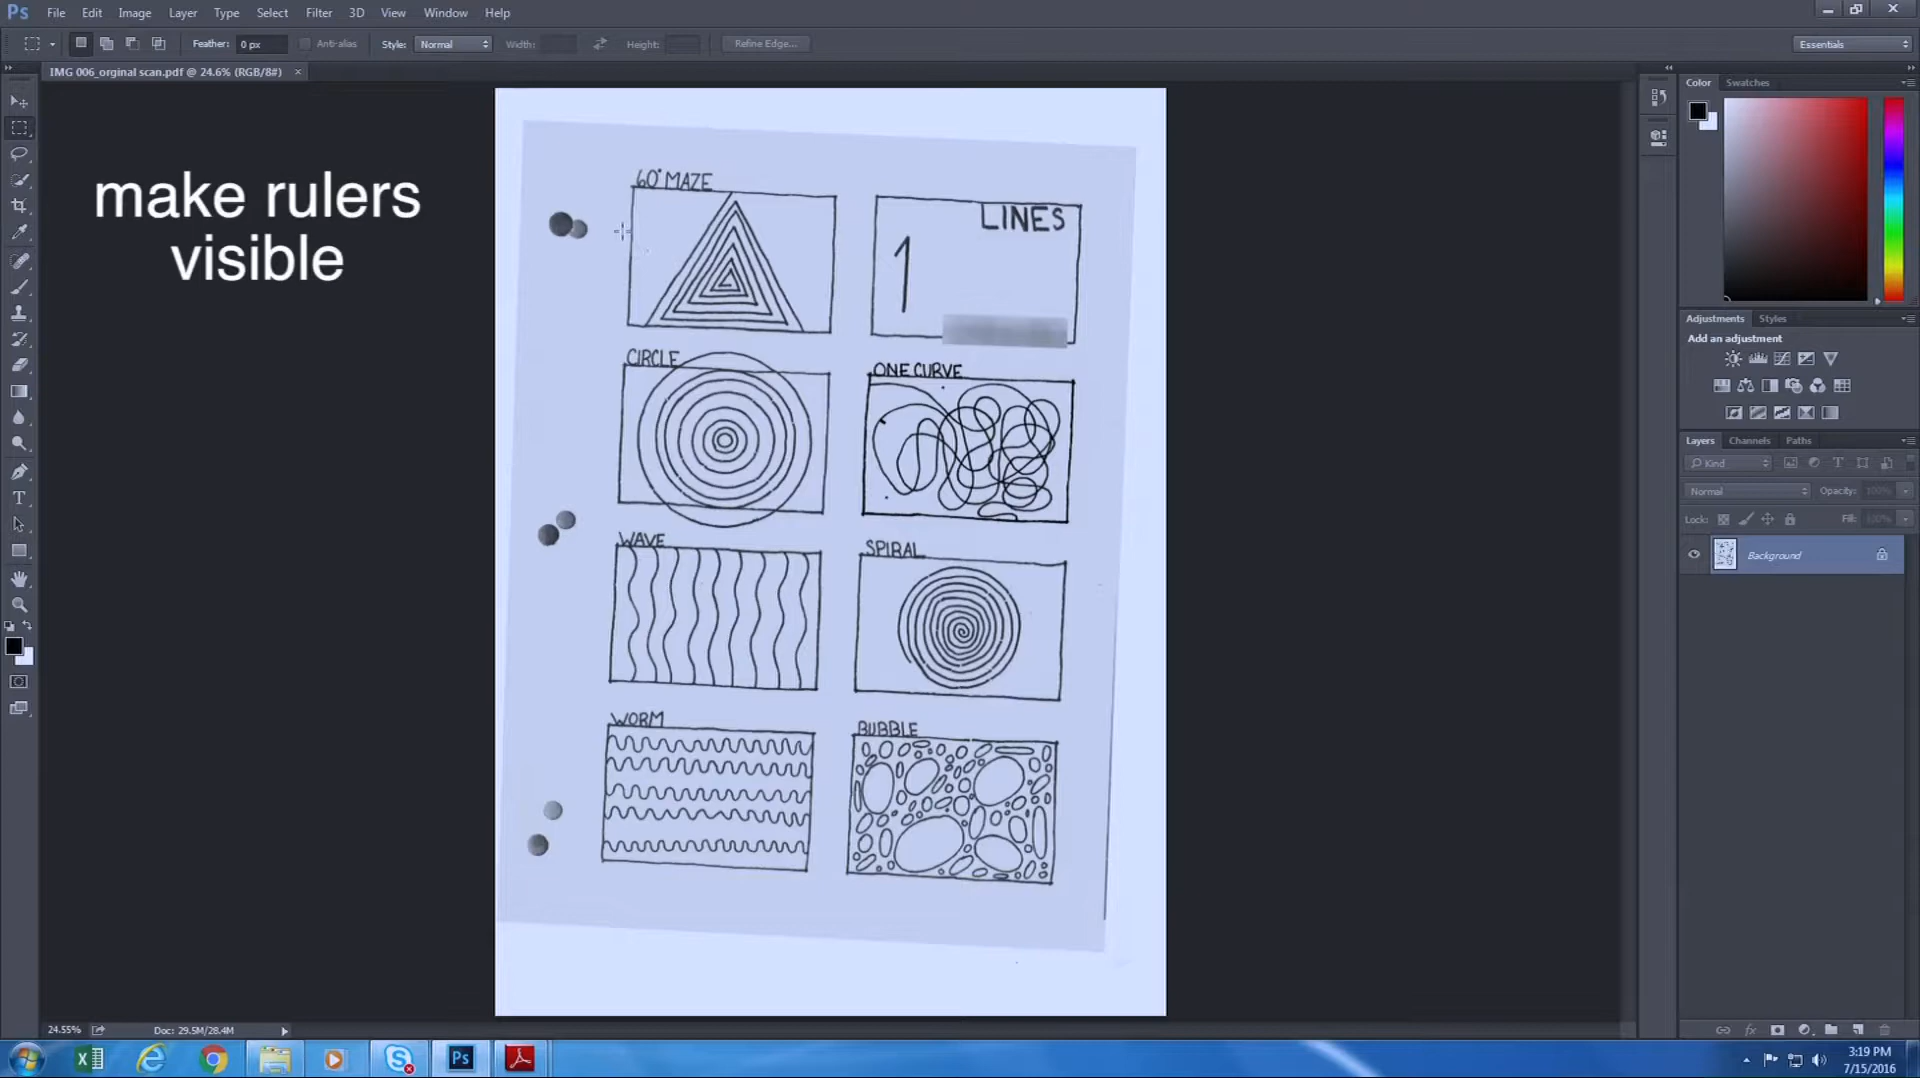 Ps File Edit Image Layer Type Select Filter 3D View Window Help
Feather: 0 px Anti-alias Style: Normal Width: Height: Refine Edge... Essentials
IMG 006_orginal scan.pdf @ 24.6% (RGB/8#) ×
Color Swatches
make rulers
visible
60° MAZE
LINES
1
CIRCLE
ONE CURVE
WAVE
SPIRAL
WORM
BUBBLE
Adjustments Styles
Add an adjustment
Layers Channels Paths
Kind
Normal Opacity: 100%
Lock: Fill: 100%
Background
T
24.55% Doc: 29.5M/28.4M
Ps
3:19 PM
7/15/2016